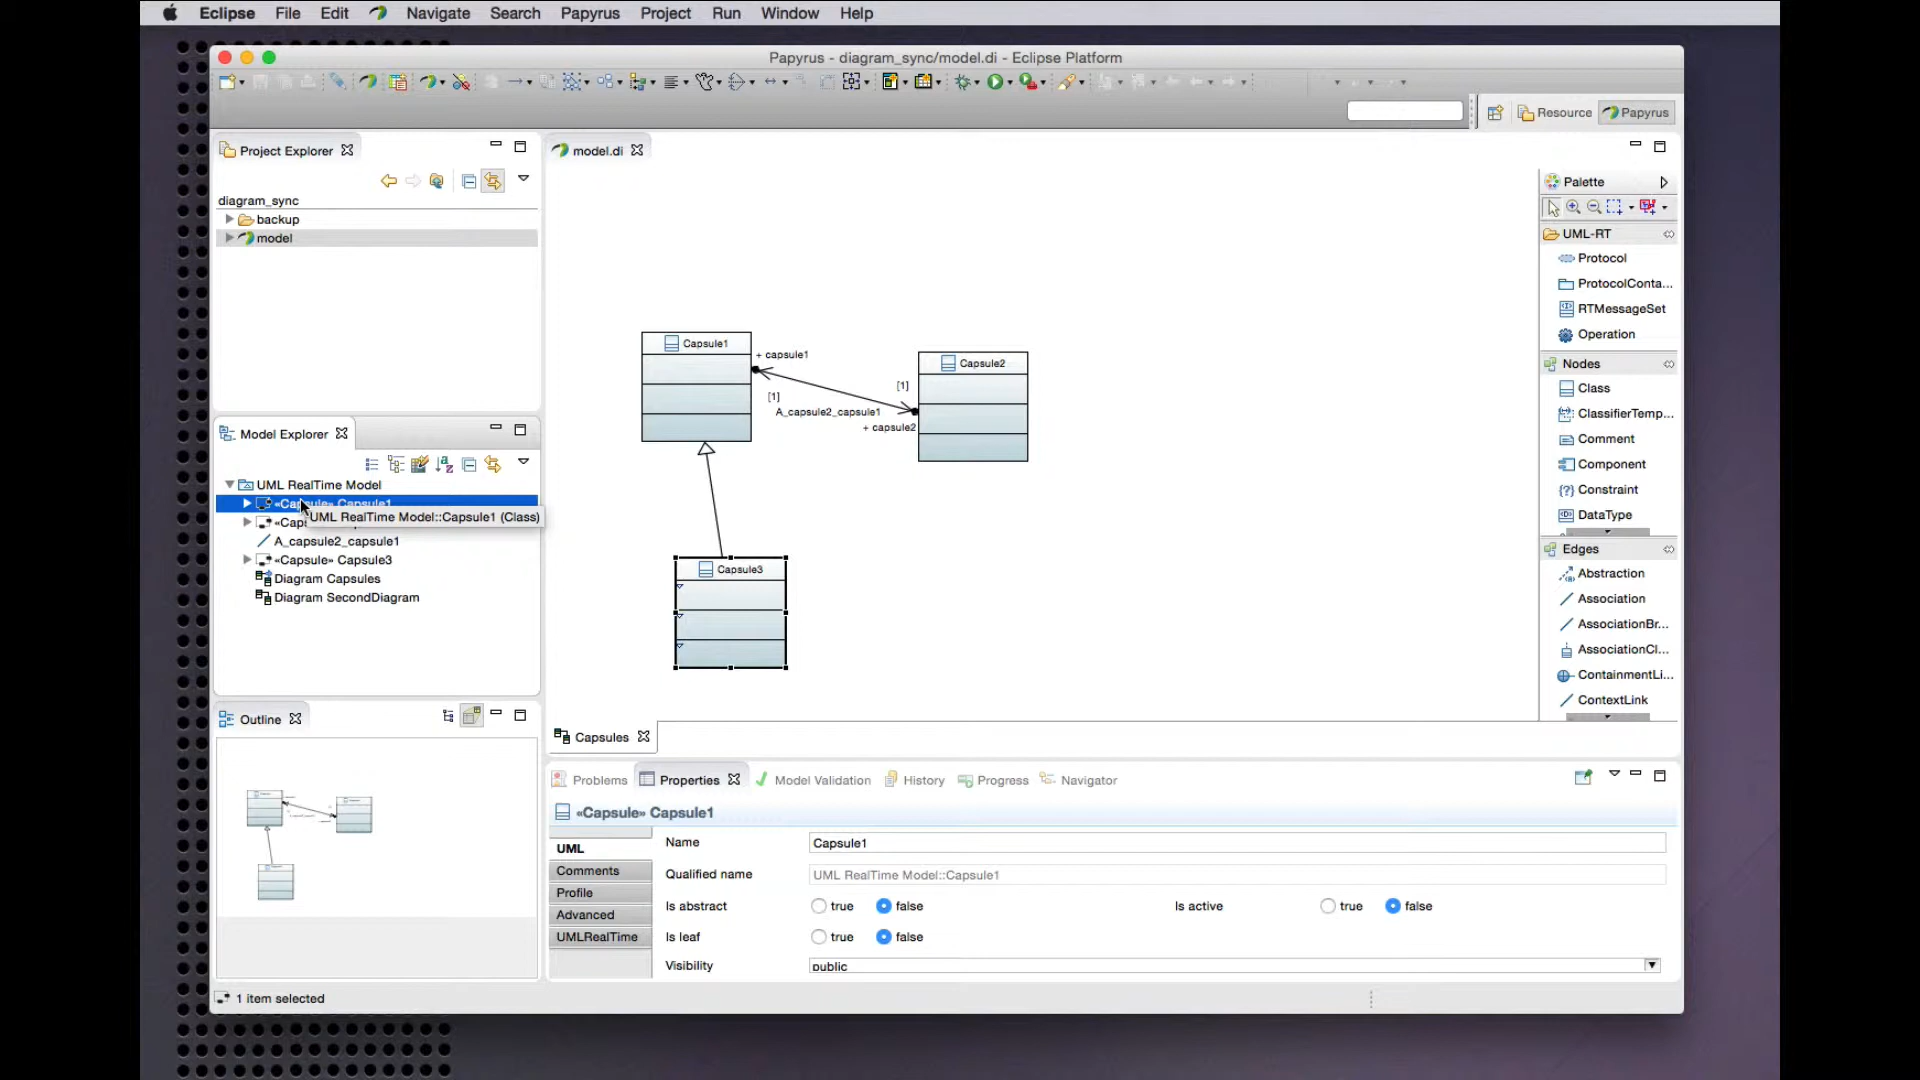 Eclipse File Edit Navigate Search Papyrus Project Run Window Help
Papyrus - diagram_sync/model.di - Eclipse Platform
Resource Papyrus
Project Explorer
diagram_sync
backup
model
model.di
Capsule1
+ capsule1
[1]
A_capsule2_capsule1
[1]
+ capsule2
Capsule2
Capsule3
Palette
UML-RT
Protocol
ProtocolConta...
RTMessageSet
Operation
Nodes
Class
ClassifierTemp...
Comment
Component
Constraint
DataType
Edges
Abstraction
Association
AssociationBr...
AssociationCl...
ContainmentLi...
ContextLink
Model Explorer
UML RealTime Model
«Capsule» Capsule1
«Cap
UML RealTime Model::Capsule1 (Class)
A_capsule2_capsule1
«Capsule» Capsule3
Diagram Capsules
Diagram SecondDiagram
Outline
Capsules
Problems Properties Model Validation History Progress Navigator
«Capsule» Capsule1
UML
Comments
Profile
Advanced
UMLRealTime
Name Capsule1
Qualified name UML RealTime Model::Capsule1
Is abstract true false Is active true false
Is leaf true false
Visibility public
1 item selected